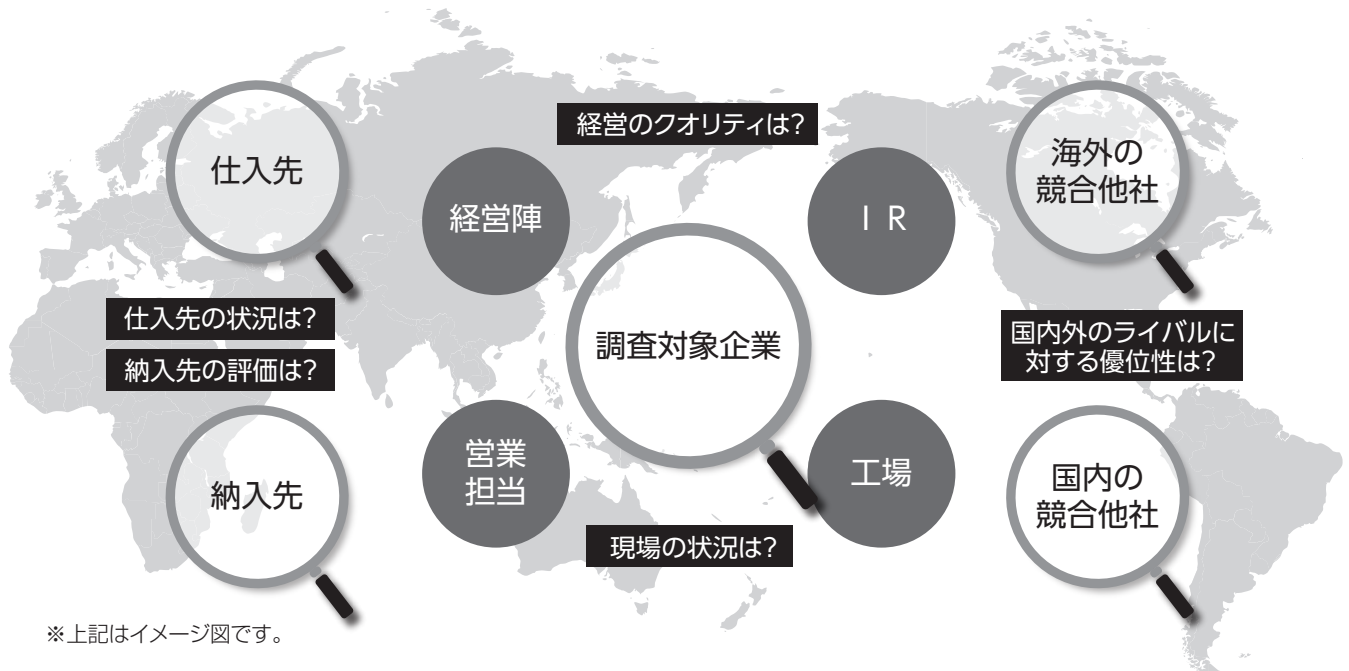 経営のクオリティは?
仕入先
経営陣
I R
海外の
競合他社
仕入先の状況は?
納入先の評価は?
調査対象企業
国内外のライバルに
対する優位性は?
納入先
営業
担当
工場
国内の
競合他社
現場の状況は?
※上記はイメージ図です。